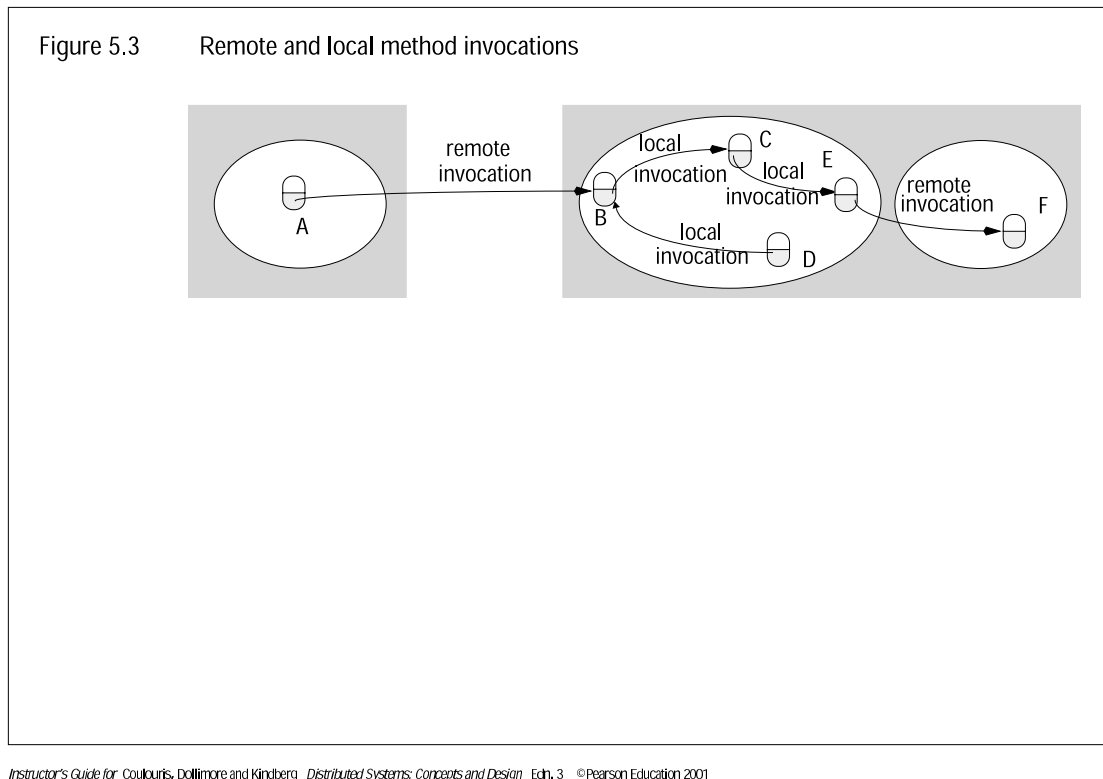 Figure 5.3 Remote and local method invocations
remote
invocation
A
B
local
invocation
C
local
invocation
E
local
invocation
D
remote
invocation
F
Instructor's Guide for Coulouris, Dollimore and Kindberg Distributed Systems: Concepts and Design Edn. 3 © Pearson Education 2001